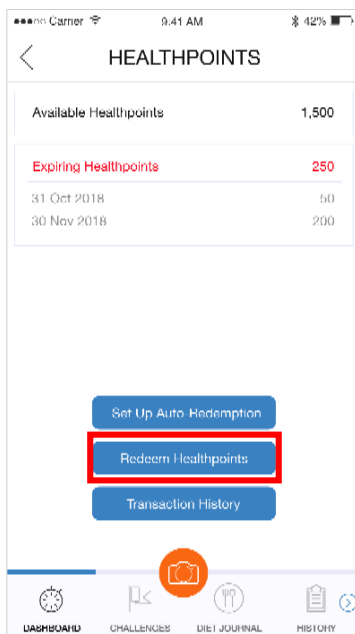 Carrier 9:41 AM 42%
HEALTHPOINTS
Available Healthpoints 1,500
Expiring Healthpoints 250
31 Oct 2018 50
30 Nov 2018 200
Set Up Auto-Redemption
Redeem Healthpoints
Transaction History
DASHBOARD CHALLENGES DIET JOURNAL HISTORY